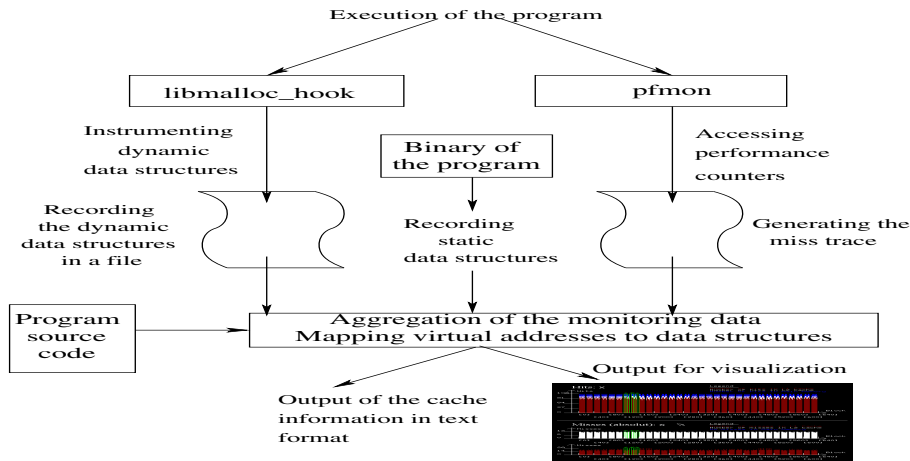 Execution of the program
libmalloc_hook
pfmon
Instrumenting
dynamic
data structures
Binary of
the program
Accessing
performance
counters
Recording
the dynamic
data structures
in a file
Recording
static
data structures
Generating the
miss trace
Program
source
code
Aggregation of the monitoring data
Mapping virtual addresses to data structures
Output of the cache
information in text
format
Output for visualization
Hits: x
Misses (absolut): x